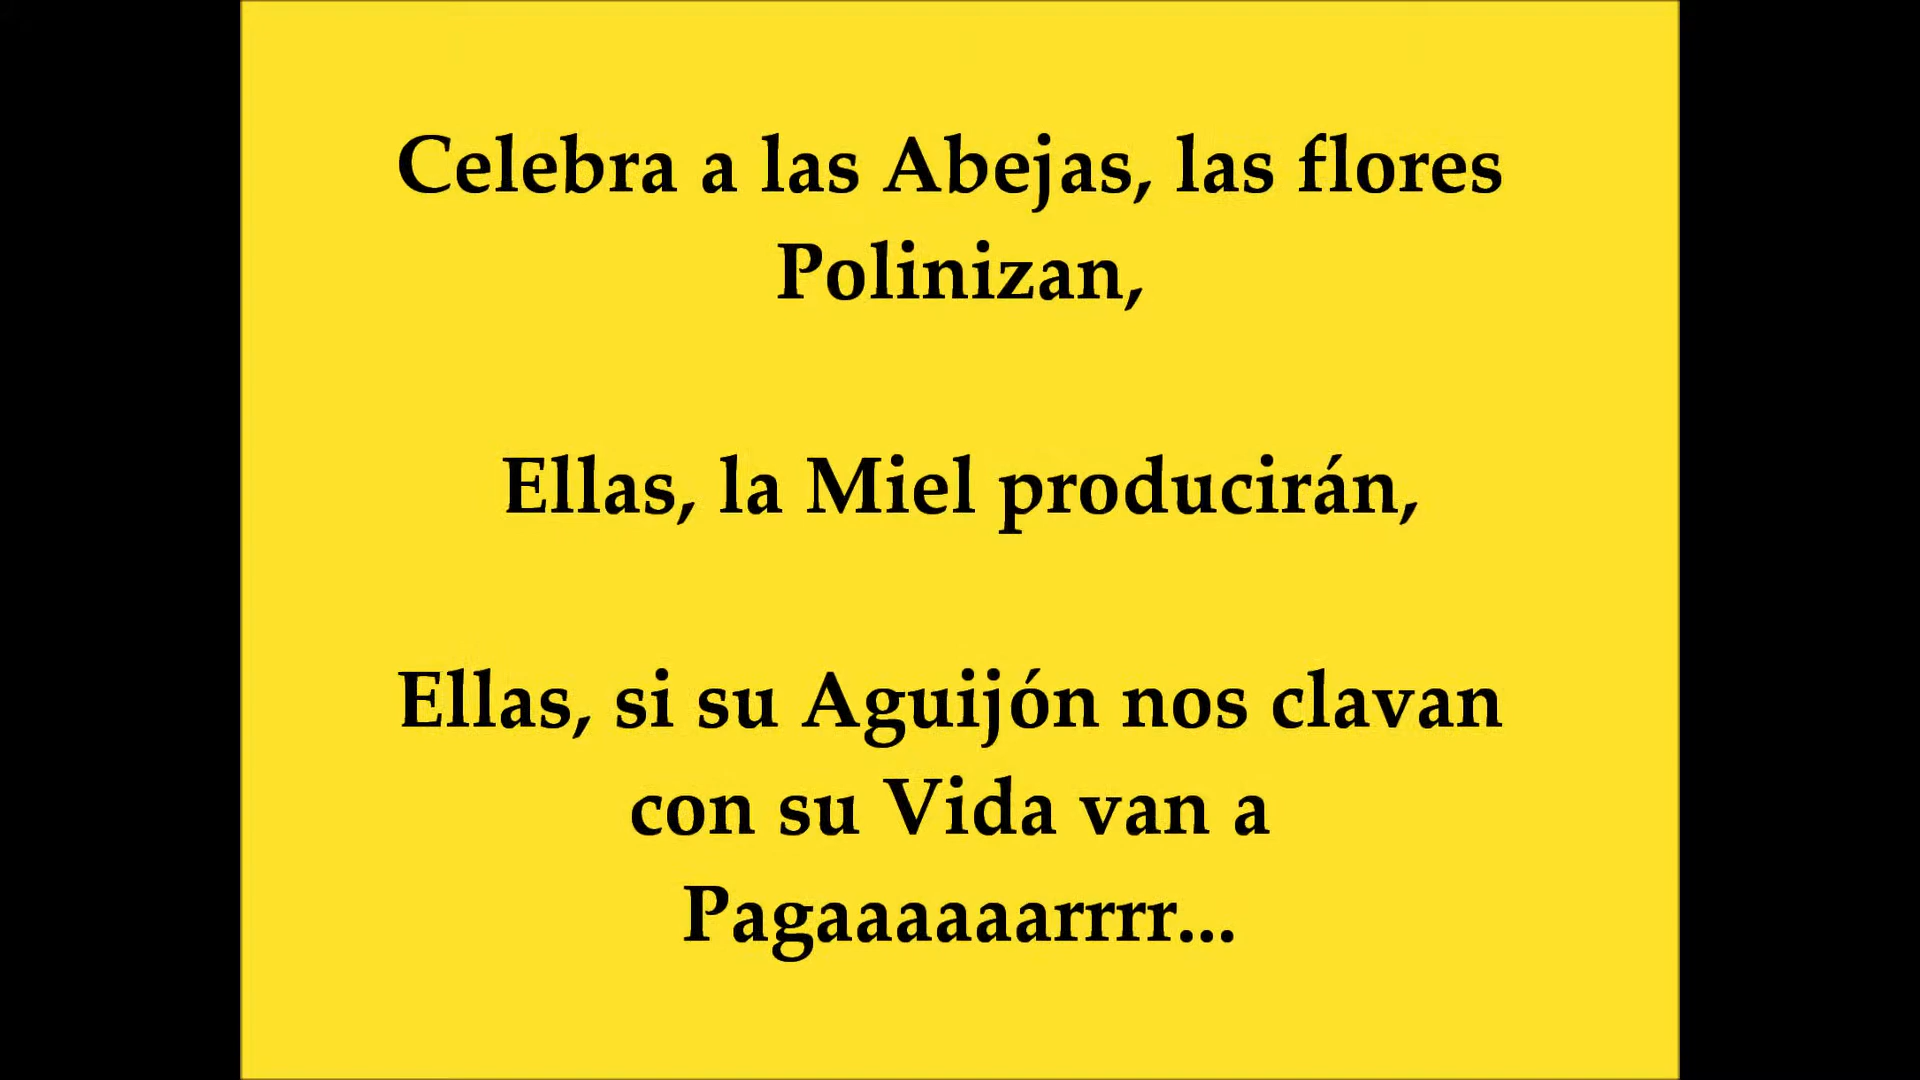 Celebra a las Abejas, las flores
Polinizan,
Ellas, la Miel producirán,
Ellas, si su Aguijón nos clavan
con su Vida van a
Pagaaaaaarrrr...